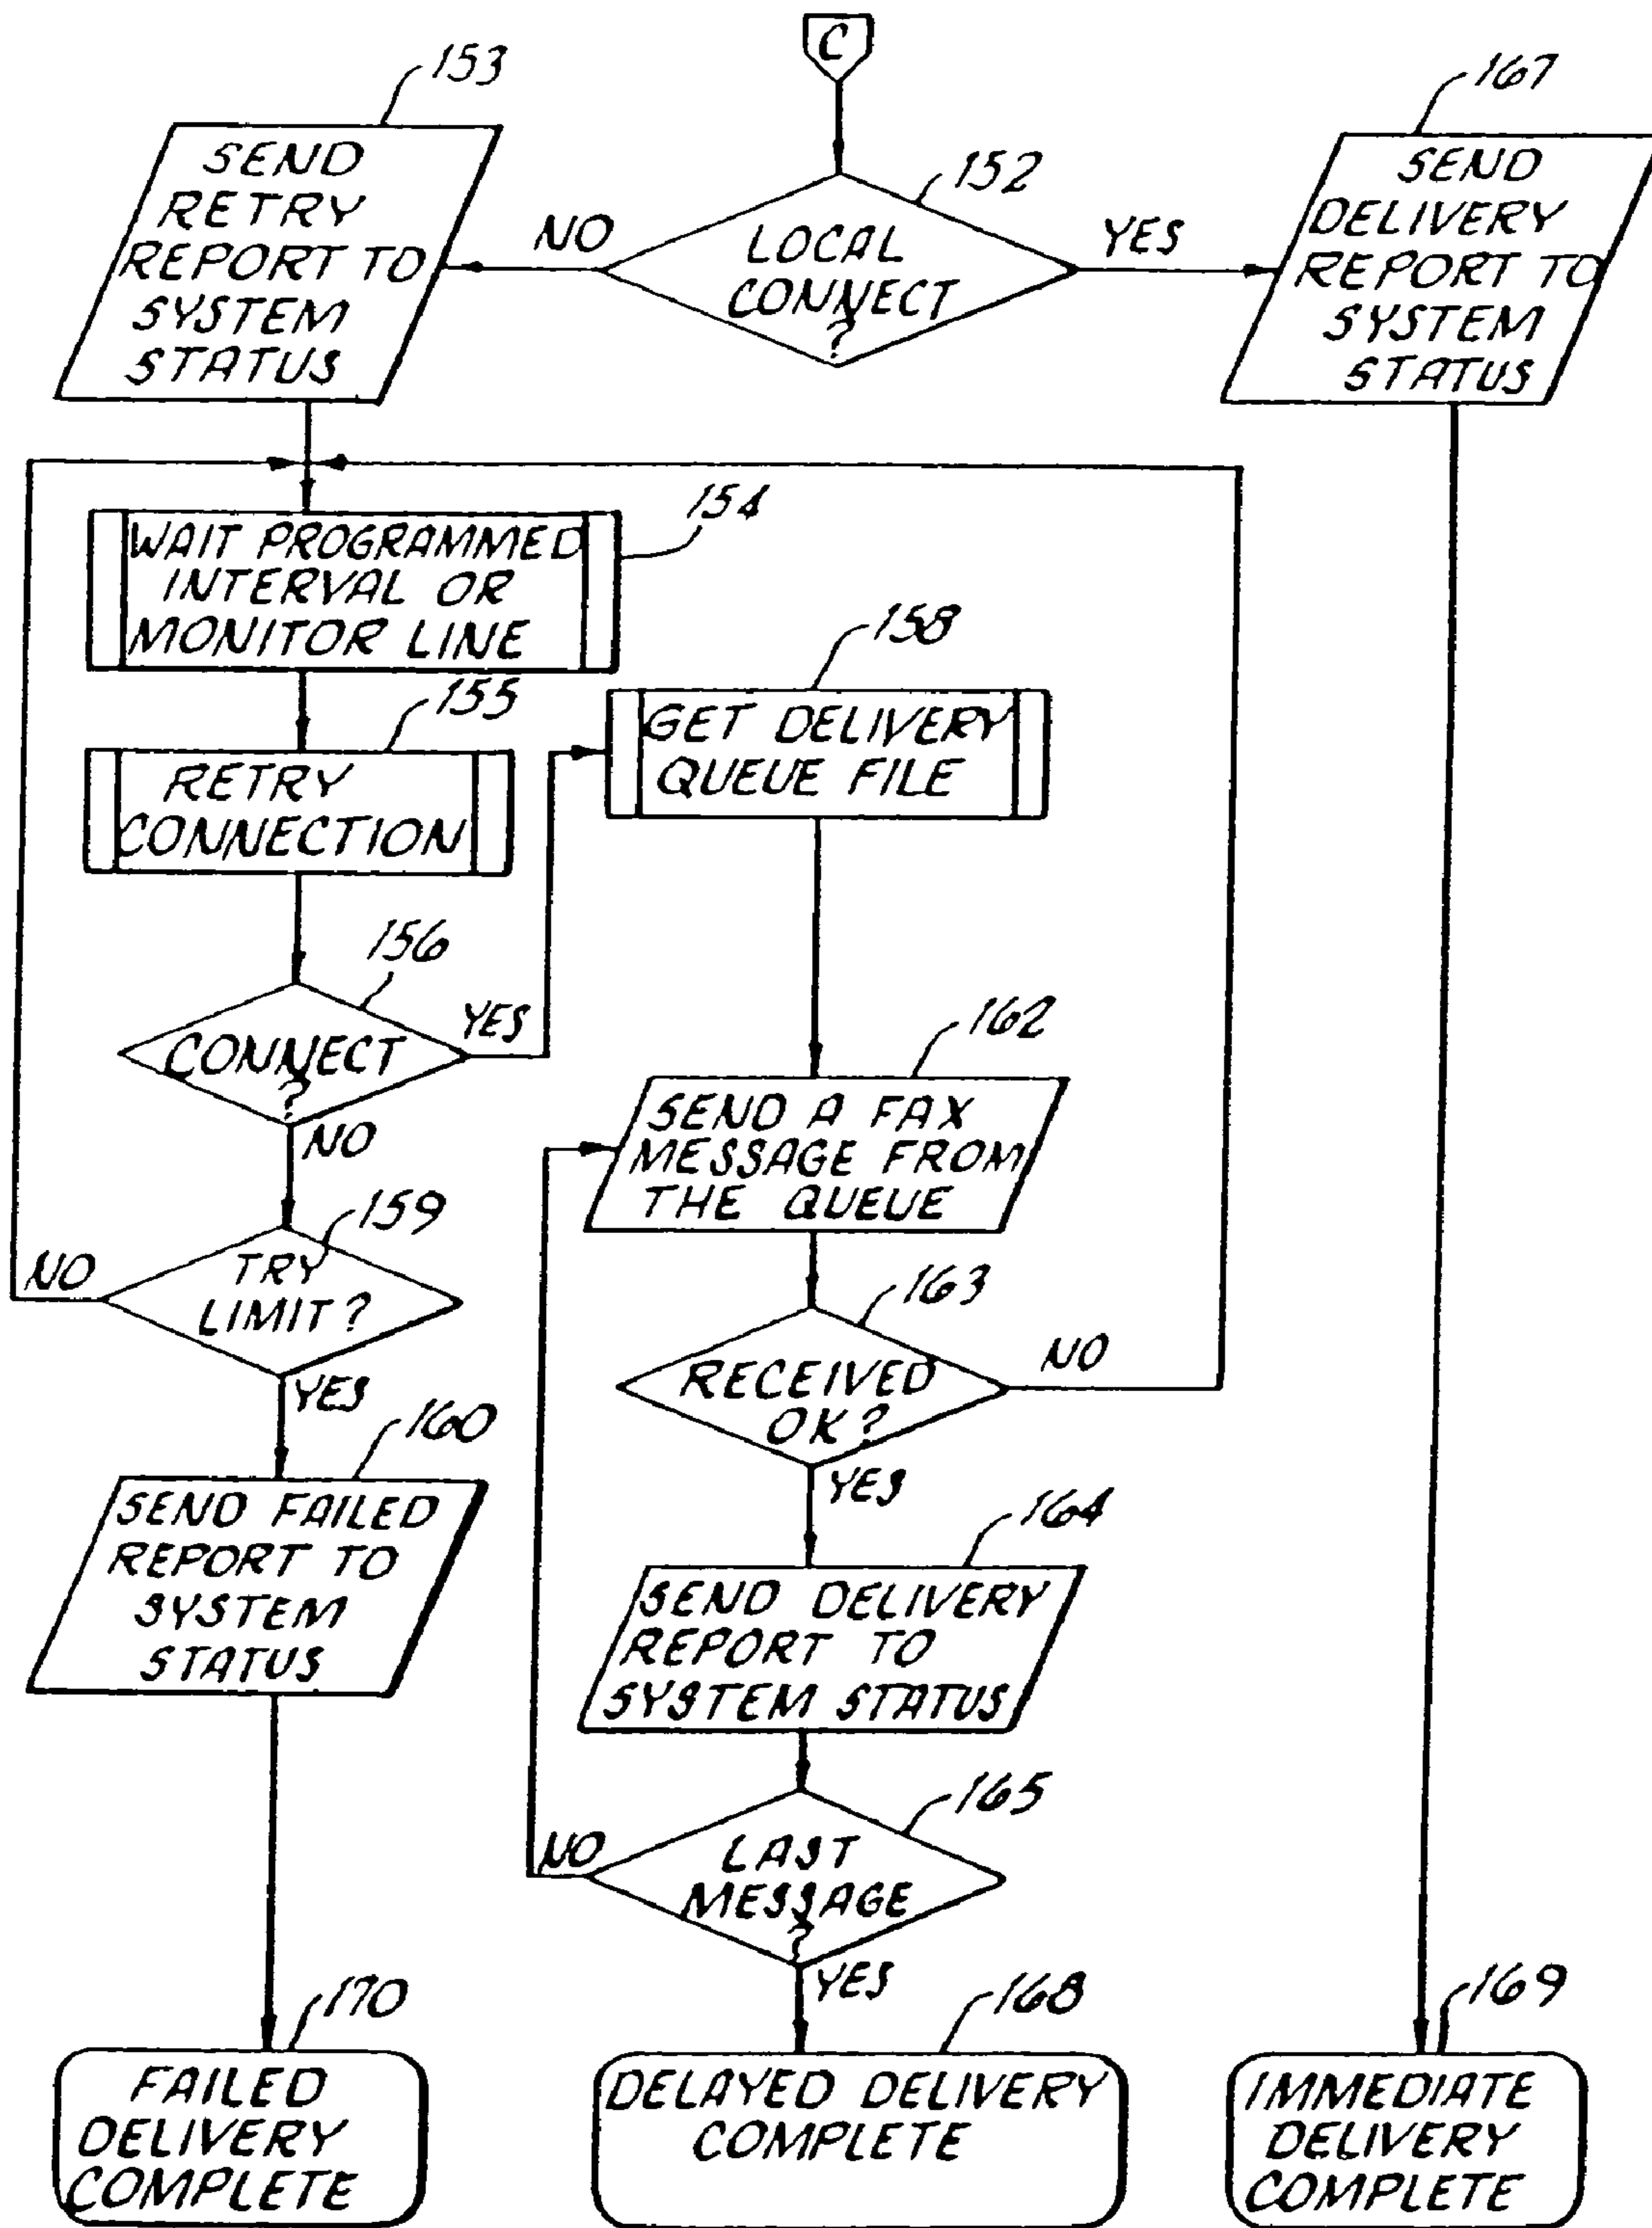 C
153
SEND
RETRY
REPORT TO
SYSTEM
STATUS
NO
152
LOCAL
CONNECT
?
YES
167
SEND
DELIVERY
REPORT TO
SYSTEM
STATUS
154
WAIT PROGRAMMED
INTERVAL OR
MONITOR LINE
155
RETRY
CONNECTION
158
GET DELIVERY
QUEUE FILE
156
CONNECT
?
YES
NO
162
SEND A FAX
MESSAGE FROM
THE QUEUE
159
TRY
LIMIT?
NO
YES
163
RECEIVED
OK?
NO
YES
160
SEND FAILED
REPORT TO
SYSTEM
STATUS
164
SEND DELIVERY
REPORT TO
SYSTEM STATUS
165
LAST
MESSAGE
?
NO
YES
170
FAILED
DELIVERY
COMPLETE
168
DELAYED DELIVERY
COMPLETE
169
IMMEDIATE
DELIVERY
COMPLETE